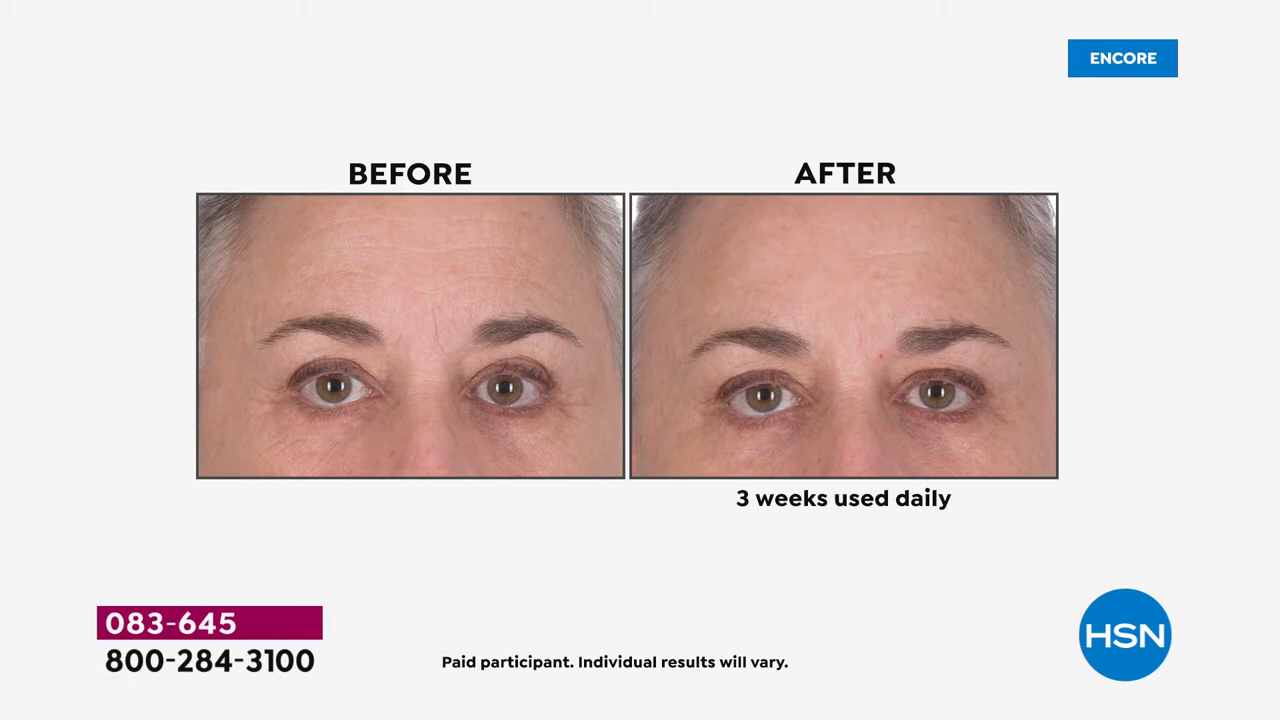 ENCORE
BEFORE
AFTER
3 weeks used daily
083-645
800-284-3100
Paid participant. Individual results will vary.
HSN